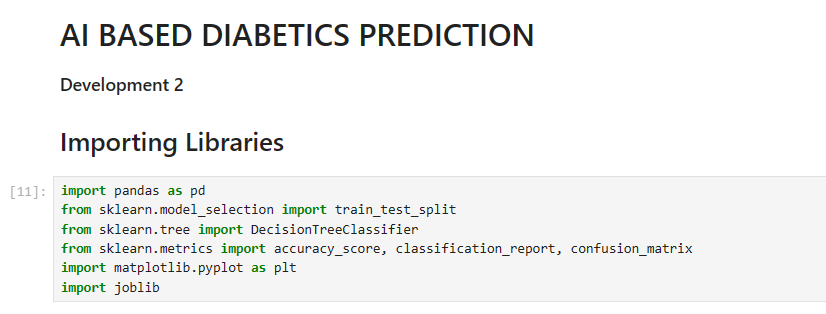 AI BASED DIABETICS PREDICTION
Development 2
Importing Libraries
[11]:
import pandas as pd
from sklearn.model_selection import train_test_split
from sklearn.tree import DecisionTreeClassifier
from sklearn.metrics import accuracy_score, classification_report, confusion_matrix
import matplotlib.pyplot as plt
import joblib